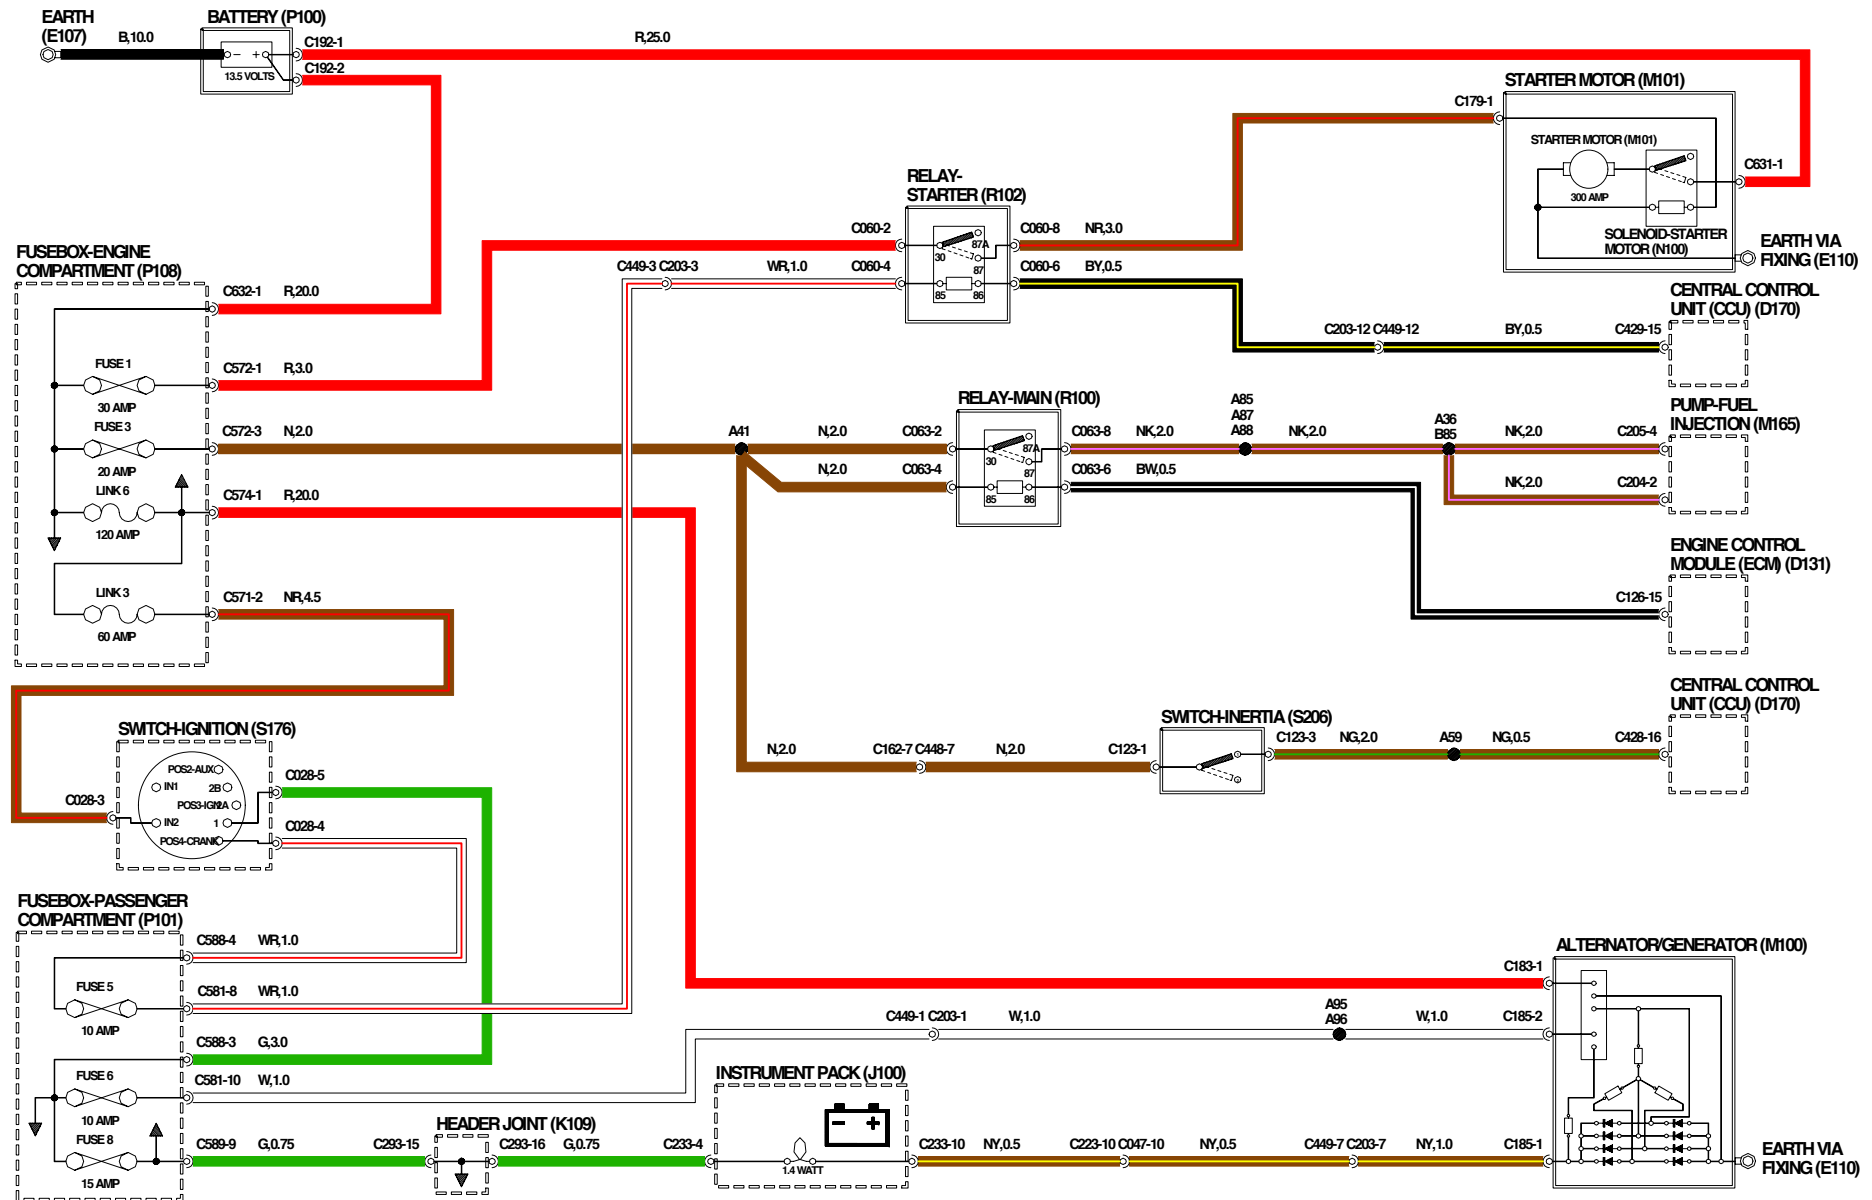 EARTH
(E107)
B,10.0
BATTERY (P100)
13.5 VOLTS
C192-1
C192-2
R,25.0
STARTER MOTOR (M101)
C179-1
STARTER MOTOR (M101)
300 AMP
C631-1
SOLENOID-STARTER
MOTOR (N100)
EARTH VIA
FIXING (E110)
RELAY-
STARTER (R102)
C060-2
87A
30
87
C060-8
NR,3.0
C449-3 C203-3
WR,1.0
C060-4
85
86
C060-6
BY,0.5
FUSEBOX-ENGINE
COMPARTMENT (P108)
C632-1
R,20.0
FUSE 1
30 AMP
C572-1
R,3.0
FUSE 3
20 AMP
C572-3
N,2.0
LINK 6
120 AMP
C574-1
R,20.0
LINK 3
60 AMP
C571-2
NR,4.5
CENTRAL CONTROL
UNIT (CCU) (D170)
C203-12 C449-12
BY,0.5
C429-15
RELAY-MAIN (R100)
A41
N,2.0
C063-2
87A
30
87
C063-8
NK,2.0
A85
A87
A88
NK,2.0
A36
B85
NK,2.0
C205-4
PUMP-FUEL
INJECTION (M165)
N,2.0
C063-4
85
86
C063-6
BW,0.5
NK,2.0
C204-2
ENGINE CONTROL
MODULE (ECM) (D131)
C126-15
CENTRAL CONTROL
UNIT (CCU) (D170)
SWITCH-INERTIA (S206)
N,2.0
C162-7 C448-7
N,2.0
C123-1
C123-3
NG,2.0
A59
NG,0.5
C428-16
SWITCH-IGNITION (S176)
POS2-AUX
IN1
2B
POS3-IGN
2A
IN2
1
POS4-CRANK
C028-3
C028-5
C028-4
FUSEBOX-PASSENGER
COMPARTMENT (P101)
C588-4
WR,1.0
FUSE 5
10 AMP
C581-8
WR,1.0
C588-3
G,3.0
FUSE 6
10 AMP
C581-10
W,1.0
FUSE 8
15 AMP
C589-9
G,0.75
C293-15
HEADER JOINT (K109)
C293-16
G,0.75
C233-4
INSTRUMENT PACK (J100)
1.4 WATT
C233-10
NY,0.5
C223-10 C047-10
NY,0.5
C449-7 C203-7
NY,1.0
C185-1
C449-1 C203-1
W,1.0
A95
A96
W,1.0
C185-2
C183-1
ALTERNATOR/GENERATOR (M100)
EARTH VIA
FIXING (E110)